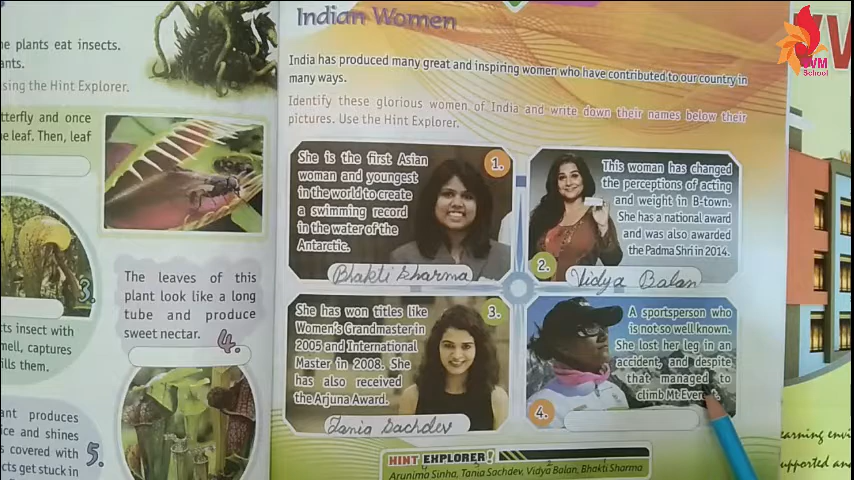 he plants eat insects.
ants.
sing the Hint Explorer.
tterfly and once
e leaf. Then, leaf
3.
cts insect with
mell, captures
ills them.
The leaves of this
plant look like a long
tube and produce
sweet nectar. 4.
ant produces
ice and shines
s covered with
cts get stuck in
5.
Indian Women
India has produced many great and inspiring women who have contributed to our country in
many ways.
Identify these glorious women of India and write down their names below their
pictures. Use the Hint Explorer.
She is the first Asian
woman and youngest
in the world to create
a swimming record
in the water of the
Antarctic.
1.
Bhakti Sharma
This woman has changed
the perceptions of acting
and weight in B-town.
She has a national award
and was also awarded
the Padma Shri in 2014.
2.
Vidya Balan
She has won titles like
Women's Grandmaster in
2005 and International
Master in 2008. She
has also received
the Arjuna Award.
3.
Tania Sachdev
A sportsperson who
is not so well known.
She lost her leg in an
accident, and despite
that managed to
climb Mt Everest.
4.
HINT EXPLORER!
Arunima Sinha, Tania Sachdev, Vidya Balan, Bhakti Sharma
VM
School
earning envi
upported an